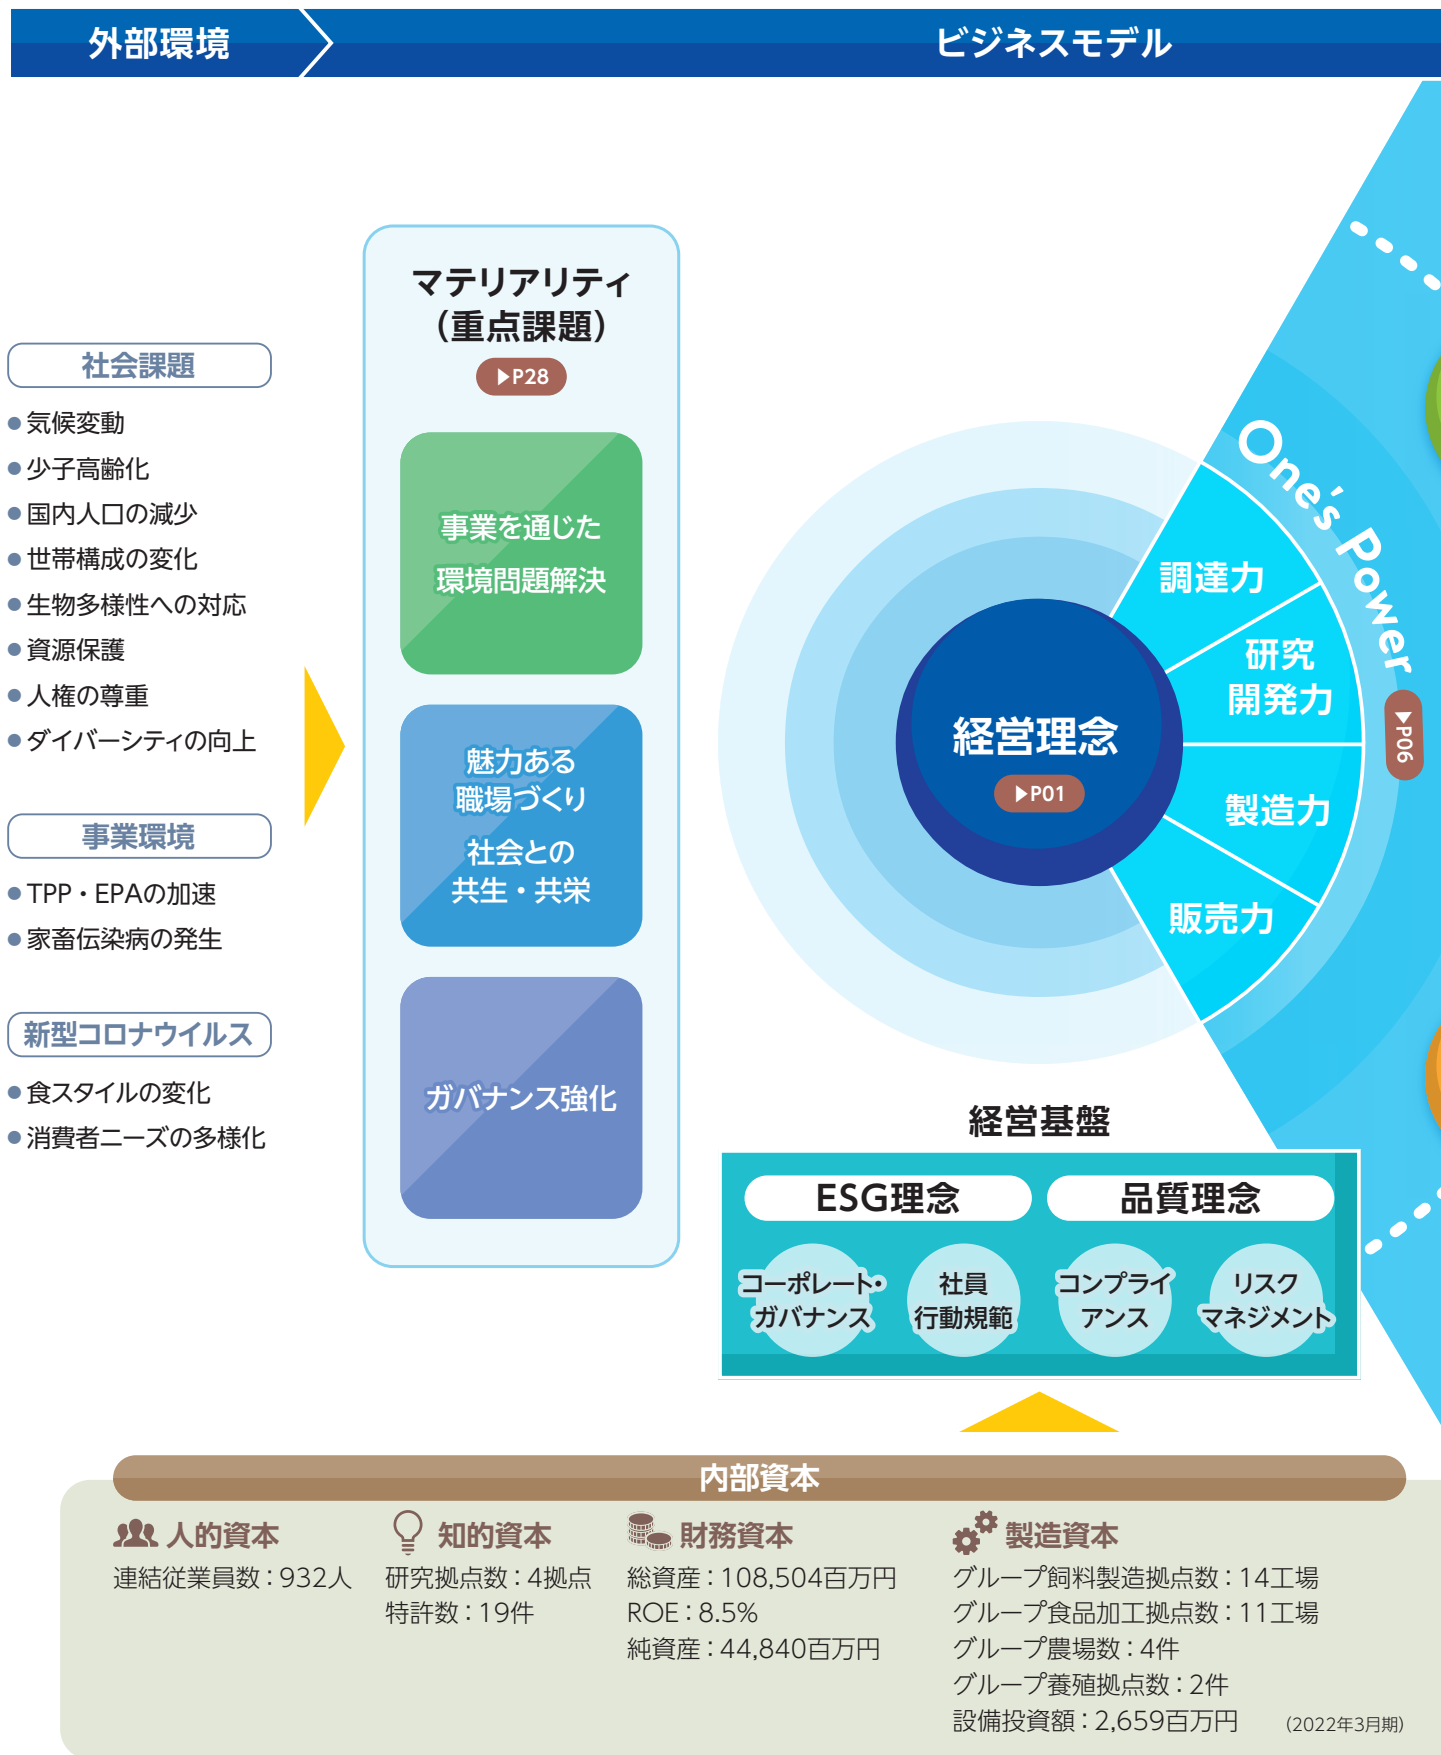 外部環境
ビジネスモデル
社会課題
●気候変動
●少子高齢化
●国内人口の減少
●世帯構成の変化
●生物多様性への対応
●資源保護
●人権の尊重
●ダイバーシティの向上
事業環境
●TPP・EPAの加速
●家畜伝染病の発生
新型コロナウイルス
●食スタイルの変化
●消費者ニーズの多様化
マテリアリティ
（重点課題）
▶P28
事業を通じた
環境問題解決
魅力ある
職場づくり
社会との
共生・共栄
ガバナンス強化
経営理念
▶P01
One's Power
▶P06
調達力
研究
開発力
製造力
販売力
経営基盤
ESG理念
品質理念
コーポレート・
ガバナンス
社員
行動規範
コンプライ
アンス
リスク
マネジメント
内部資本
人的資本
連結従業員数：932人
知的資本
研究拠点数：4拠点
特許数：19件
財務資本
総資産：108,504百万円
ROE：8.5%
純資産：44,840百万円
製造資本
グループ飼料製造拠点数：14工場
グループ食品加工拠点数：11工場
グループ農場数：4件
グループ養殖拠点数：2件
設備投資額：2,659百万円
（2022年3月期）